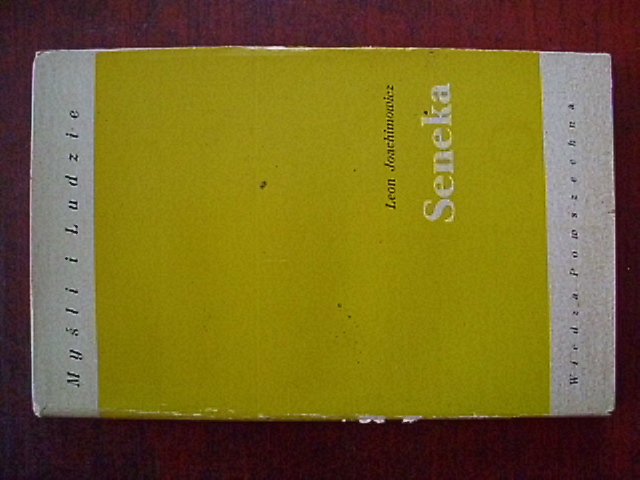 Myśli i Ludzie
Leon Joachimowicz
Seneka
Wiedza Powszechna